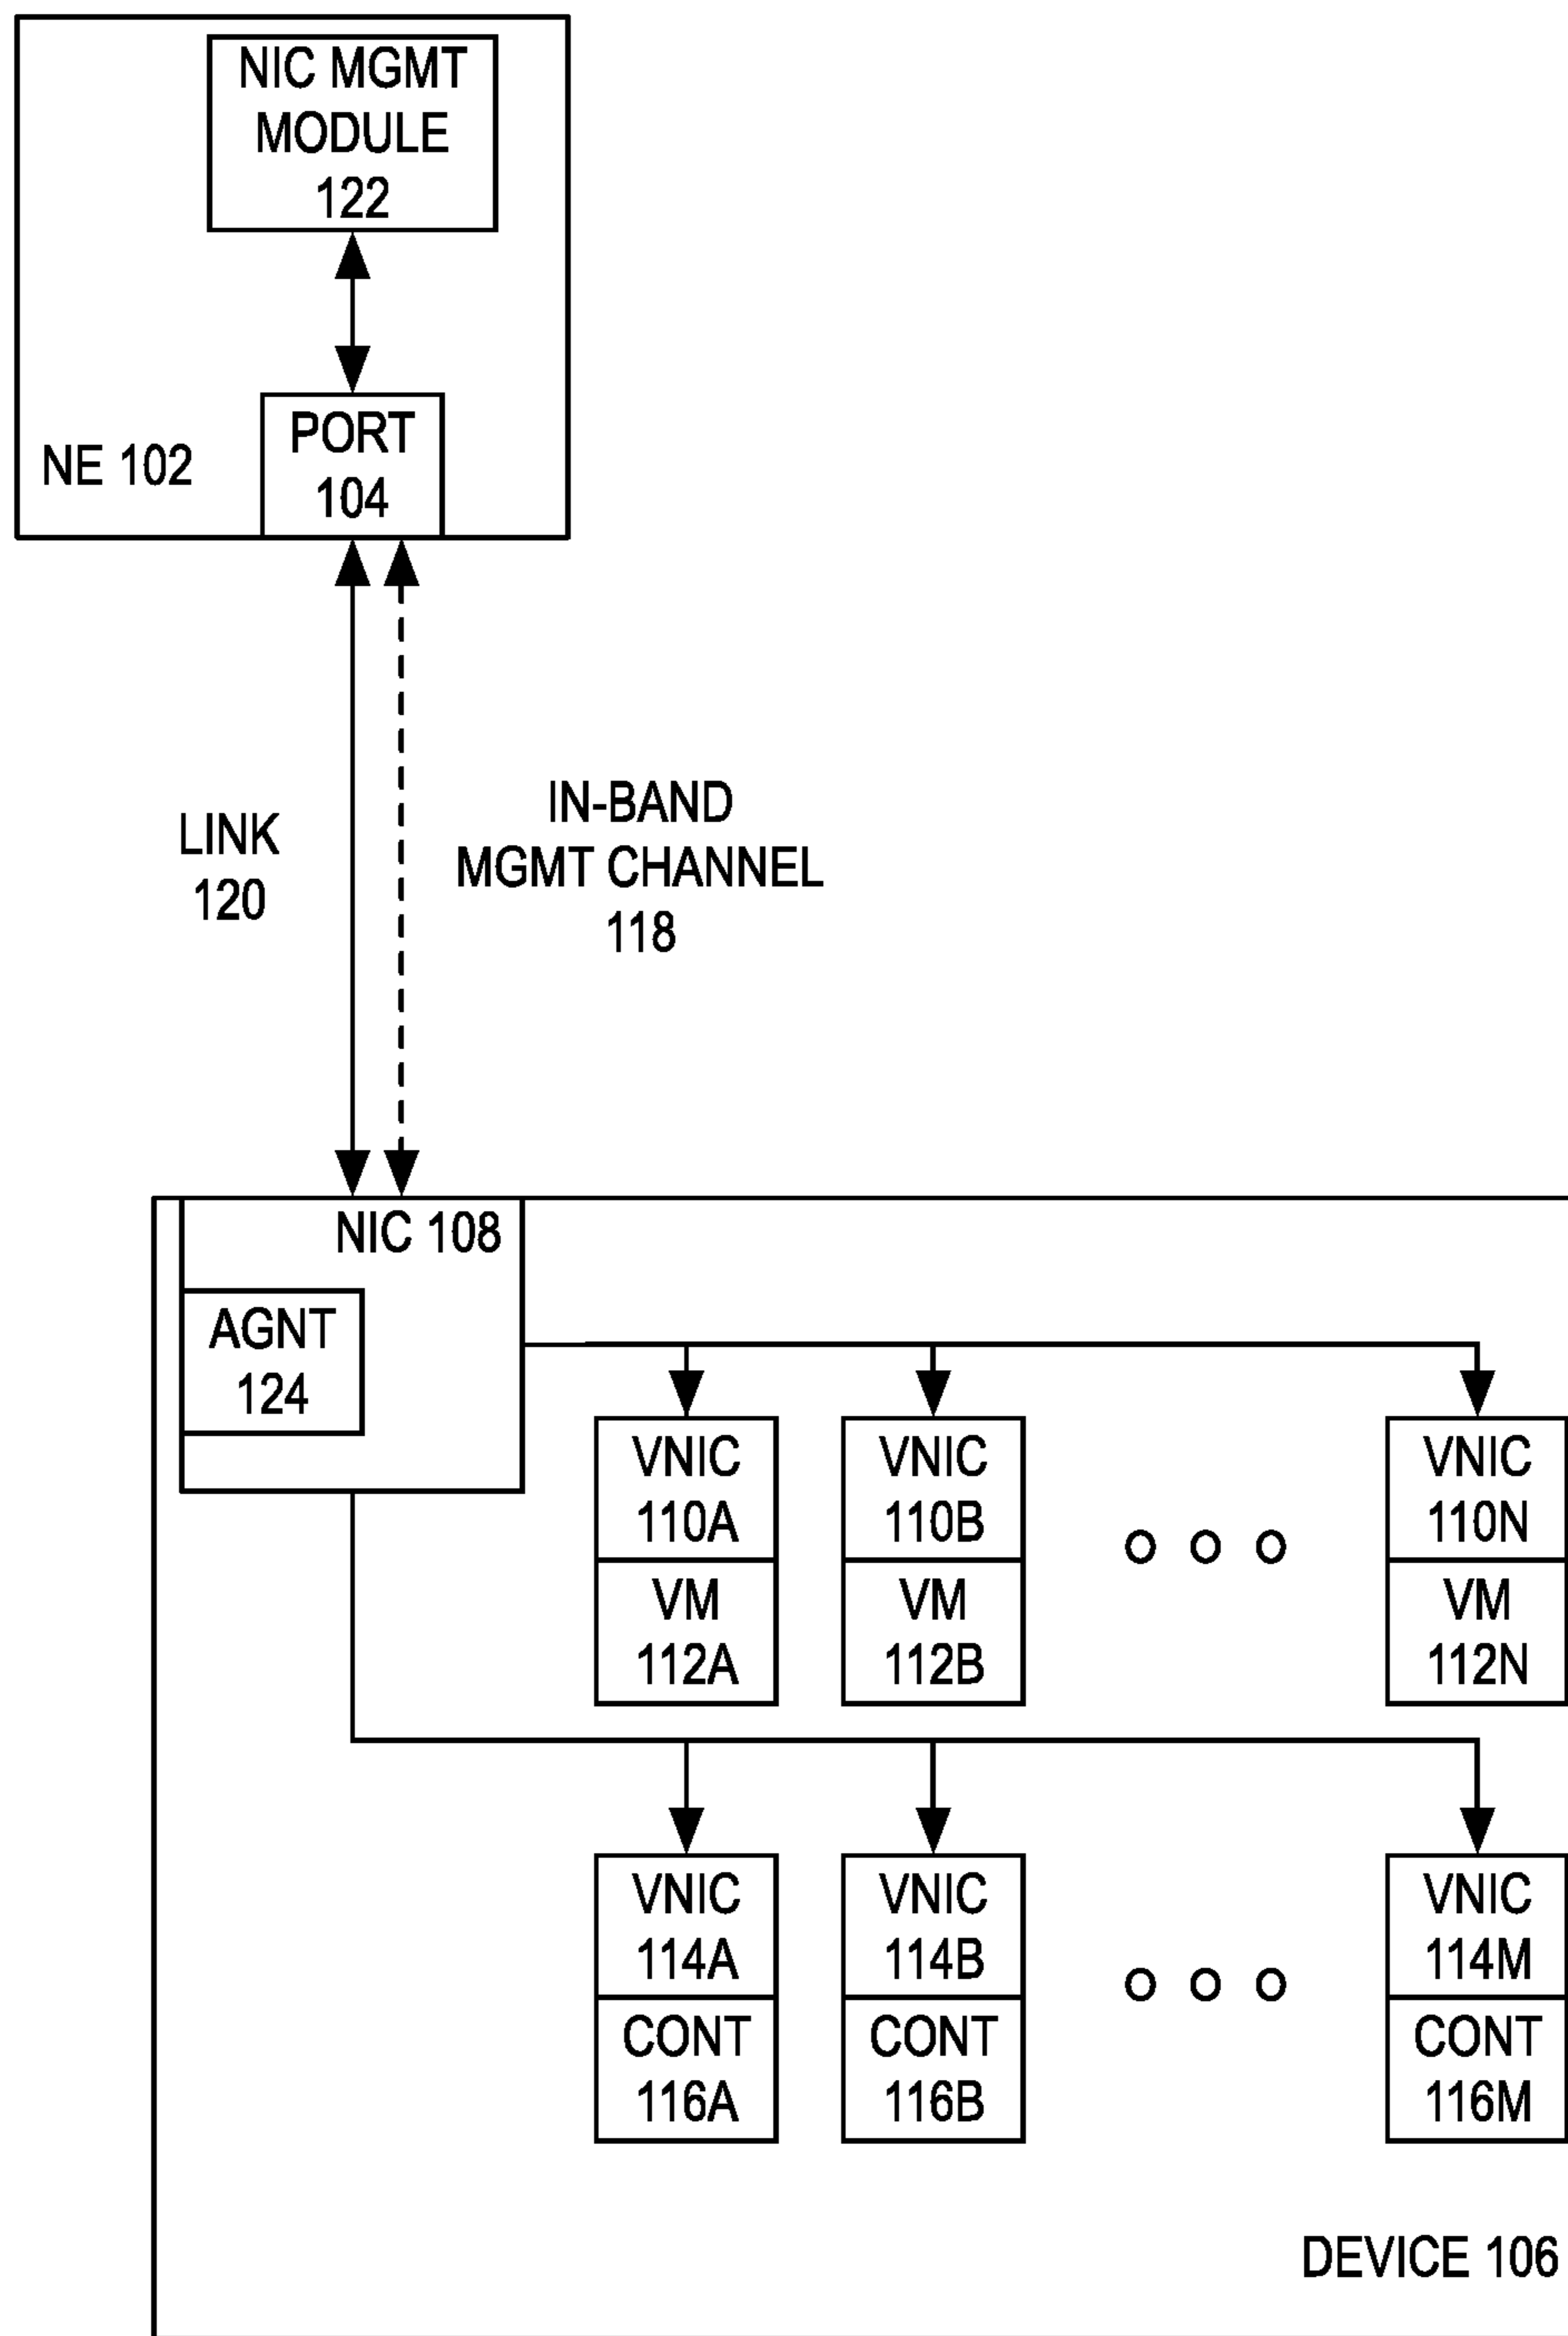 NIC MGMT
MODULE
122
PORT
104
NE 102
LINK
120
IN-BAND
MGMT CHANNEL
118
NIC 108
AGNT
124
VNIC
110A
VM
112A
VNIC
110B
VM
112B
VNIC
110N
VM
112N
VNIC
114A
CONT
116A
VNIC
114B
CONT
116B
VNIC
114M
CONT
116M
DEVICE 106